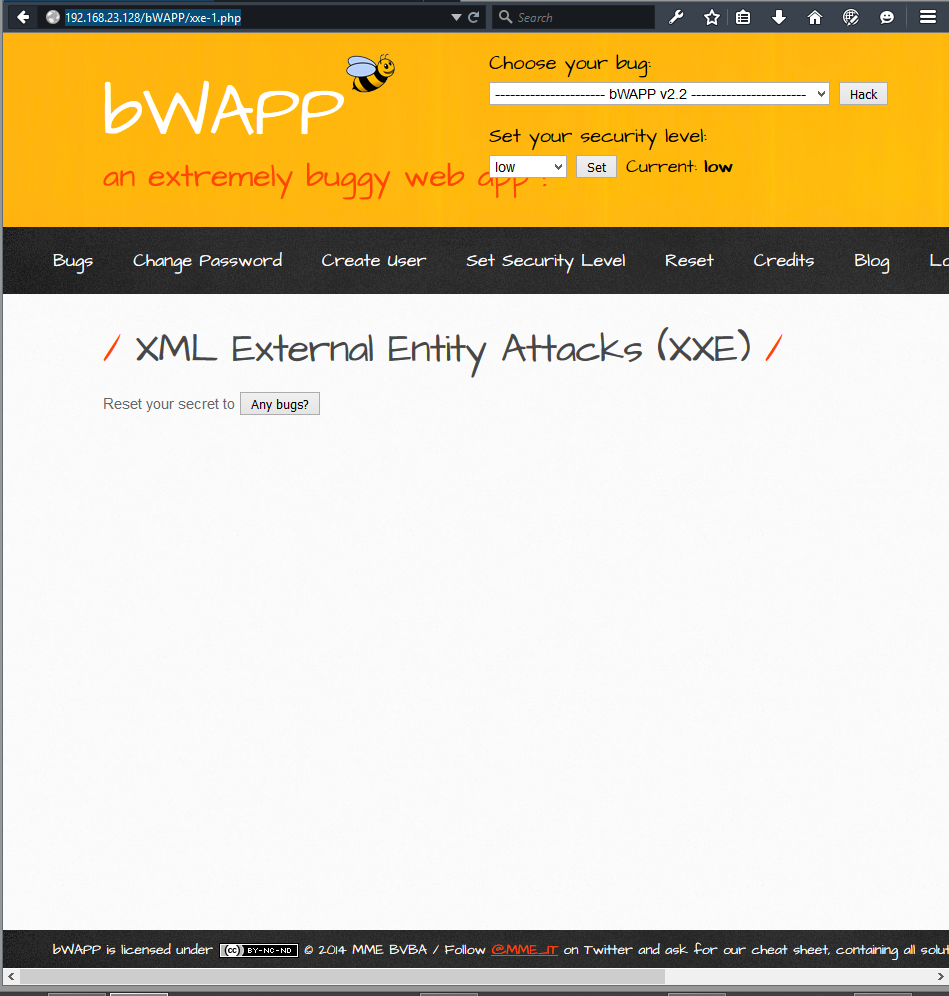 192.168.23.128/bWAPP/xxe-1.php
Search
bWAPP
an extremely buggy web app !
Choose your bug:
---------------------- bWAPP v2.2 -----------------------
Hack
Set your security level:
low
Set
Current: low
Bugs
Change Password
Create User
Set Security Level
Reset
Credits
Blog
Lo
/ XML External Entity Attacks (XXE) /
Reset your secret to
Any bugs?
bWAPP is licensed under (cc) BY-NC-ND © 2014 MME BVBA / Follow @MME_IT on Twitter and ask for our cheat sheet, containing all solut